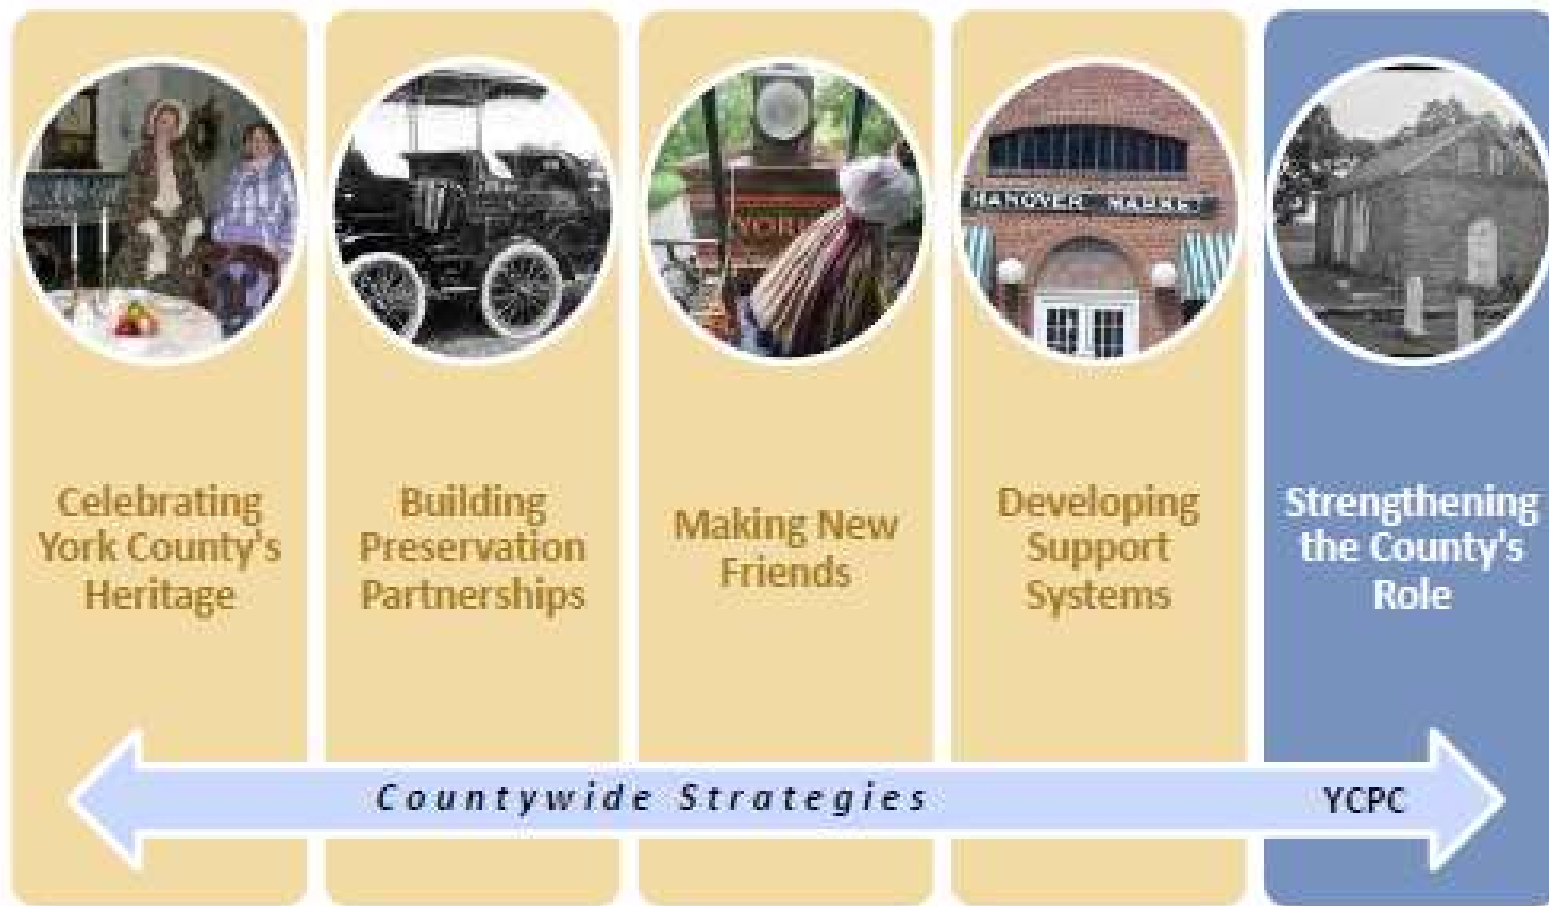 YORK
HANOVER MARKET
Celebrating
York County's
Heritage
Building
Preservation
Partnerships
Making New
Friends
Developing
Support
Systems
Strengthening
the County's
Role
Countywide Strategies
YCPC